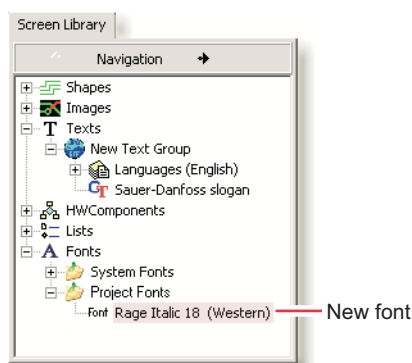 Screen Library
Navigation
Shapes
Images
T Texts
New Text Group
Languages (English)
GT Sauer-Danfoss slogan
HWComponents
Lists
A Fonts
System Fonts
Project Fonts
Font Rage Italic 18 (Western)
New font